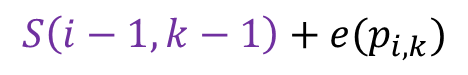 S(i − 1, k − 1) + e(p_{i,k})